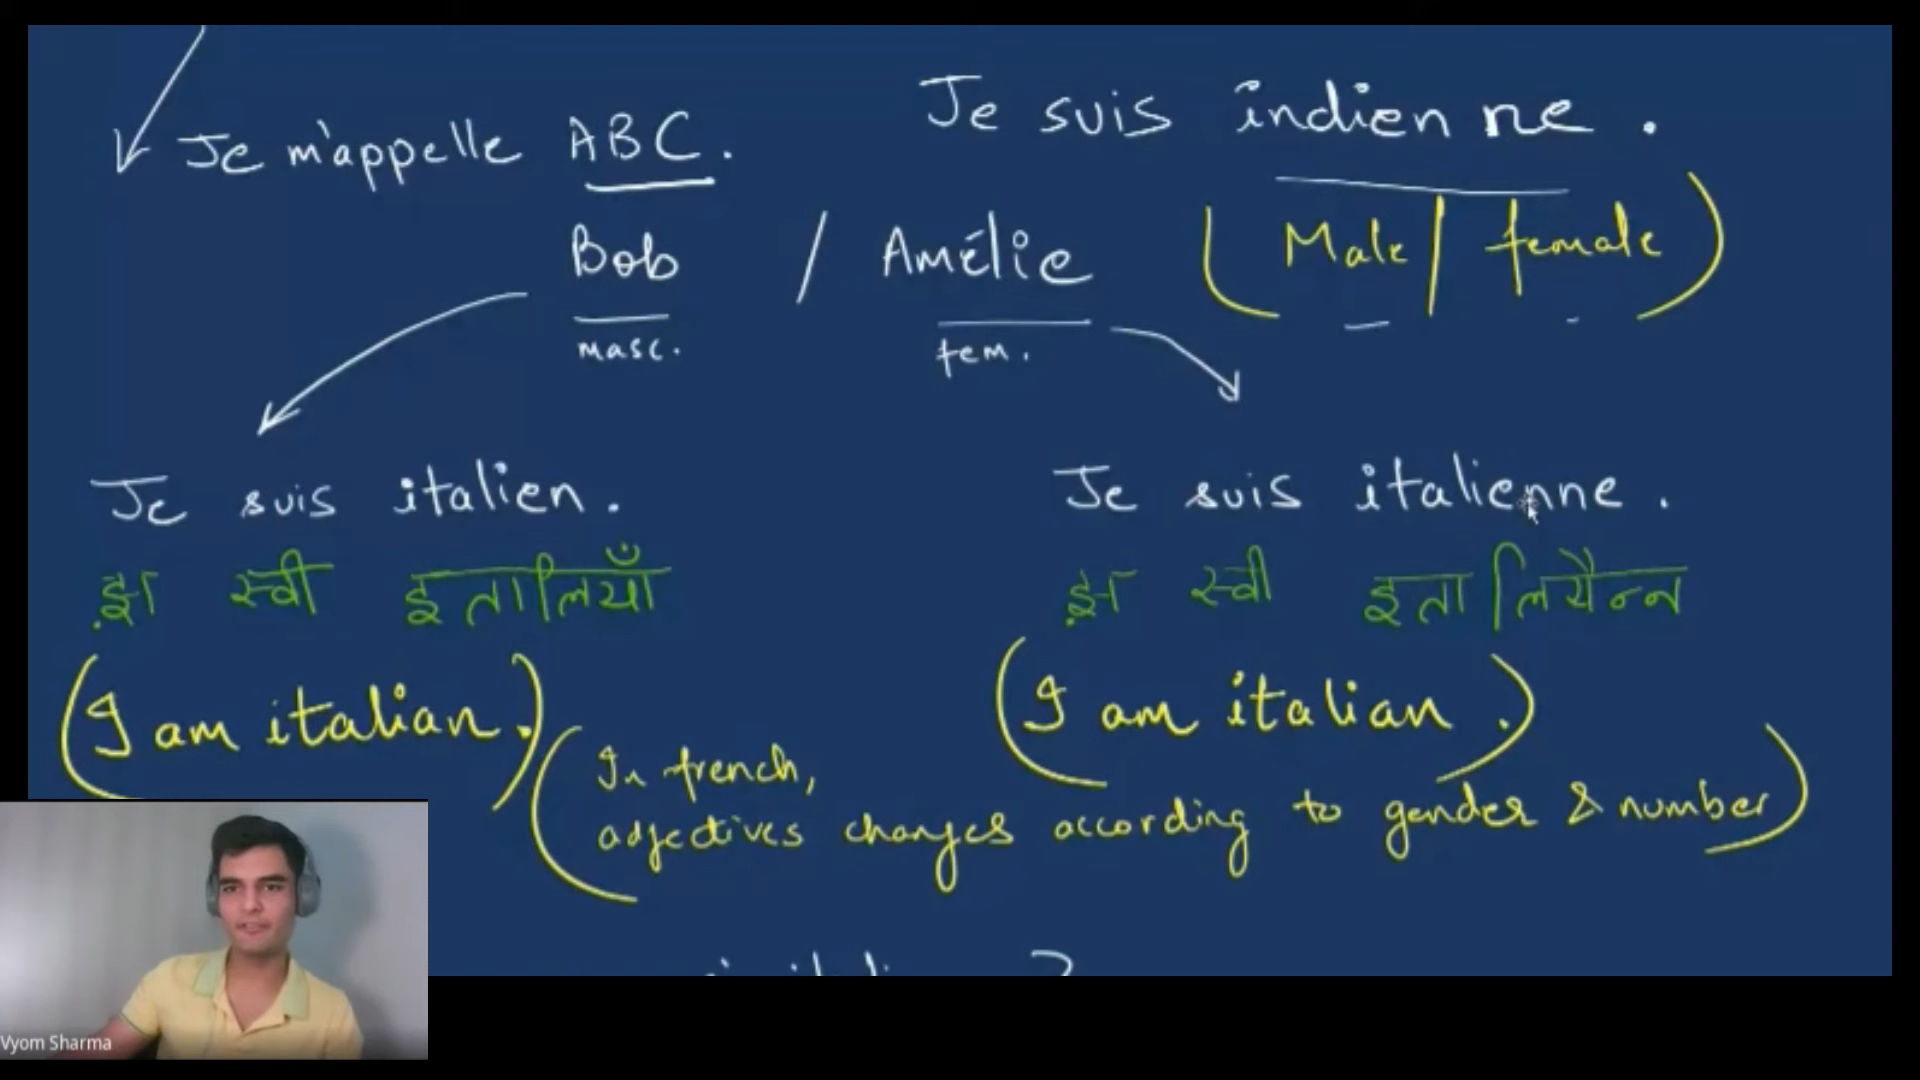 Je m'appelle ABC.
Je suis indienne.
Bob / Amélie (Male / female)
masc. fem.
Je suis italien. Je suis italienne.
झ़ स्वी इतालियाँ झ़ स्वी इतालियैन्न
(I am italian.) (I am italian.)
(In french,
adjectives changes according to gender & number)
Vyom Sharma